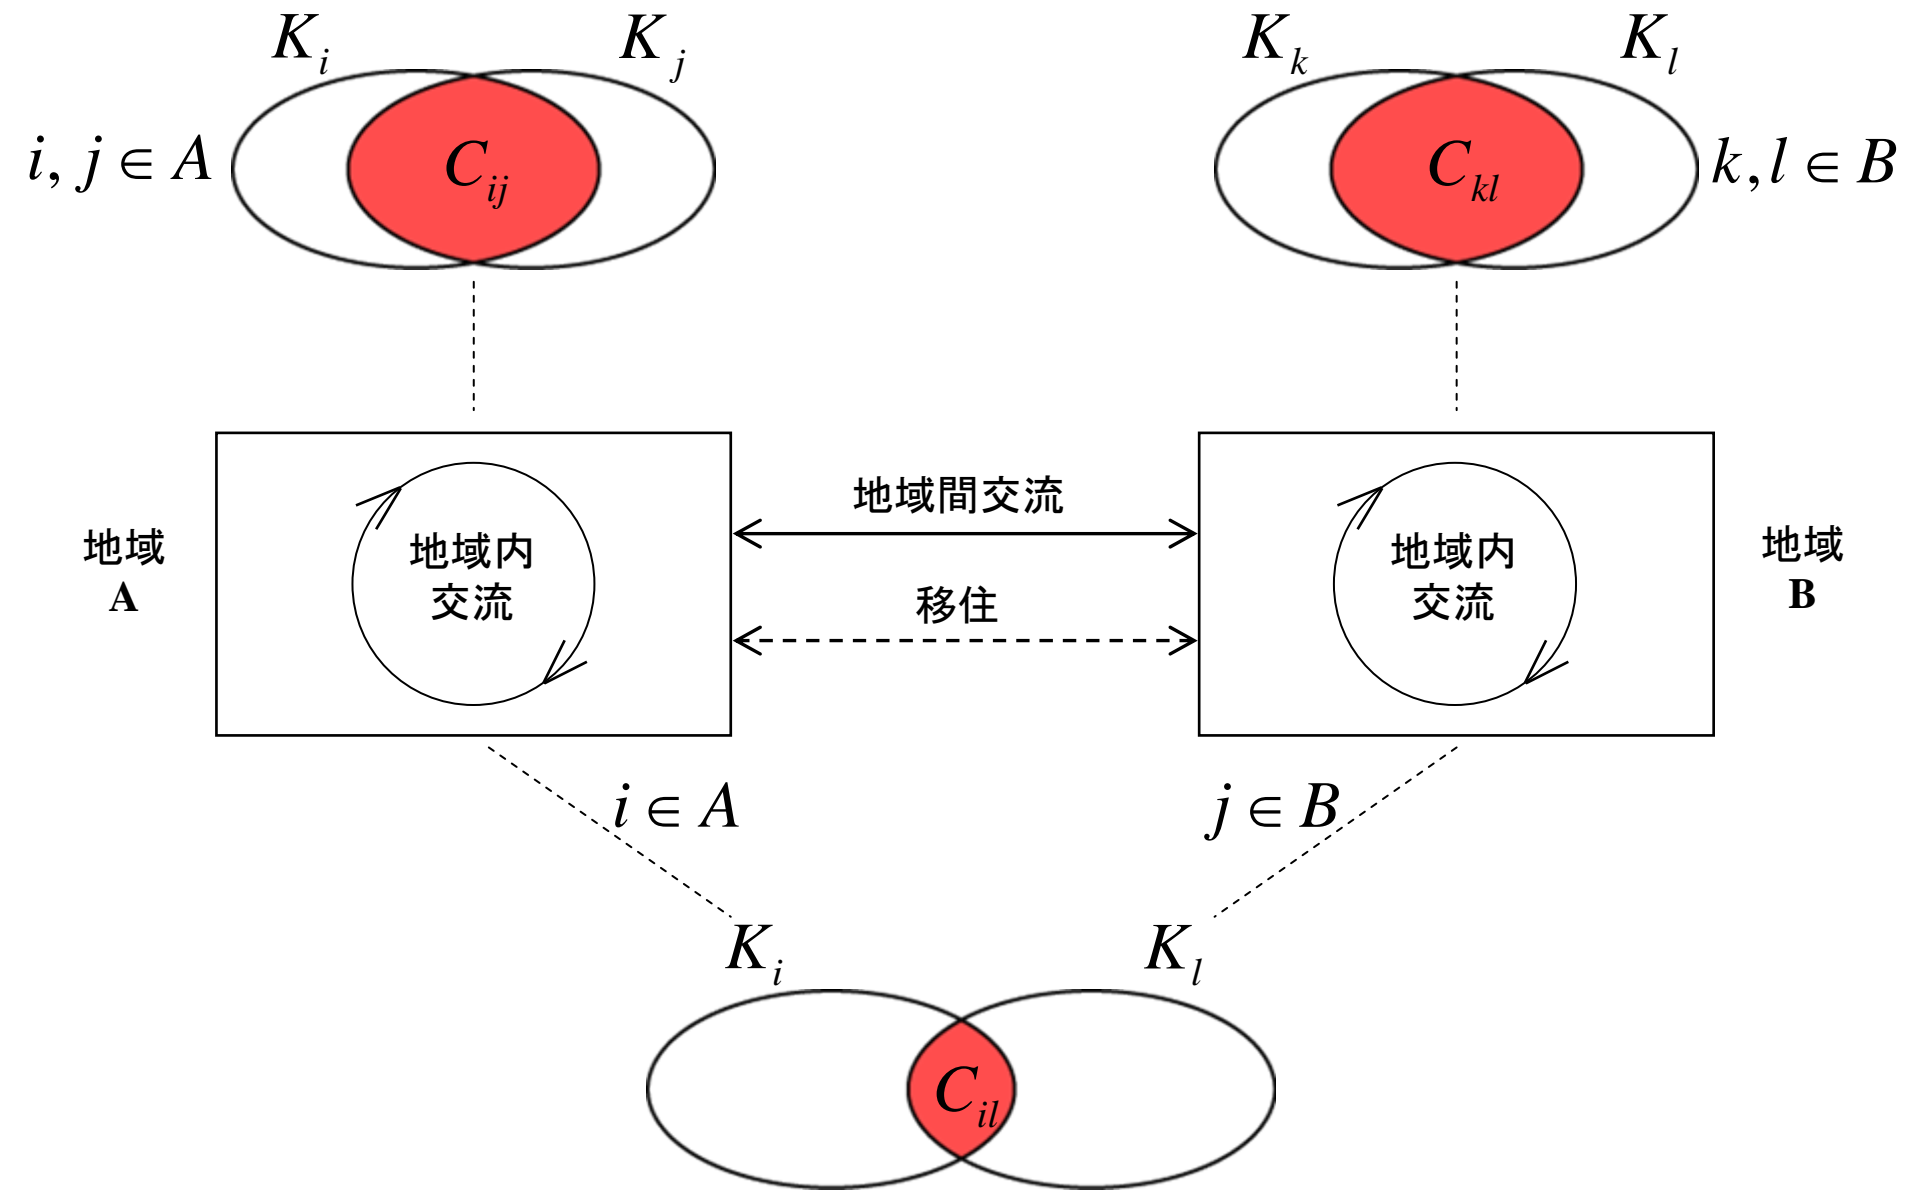 K_i
K_j
K_k
K_l
i, j ∈ A
C_ij
C_kl
k, l ∈ B
地域
A
地域内
交流
地域間交流
移住
地域内
交流
地域
B
i ∈ A
j ∈ B
K_i
K_l
C_il